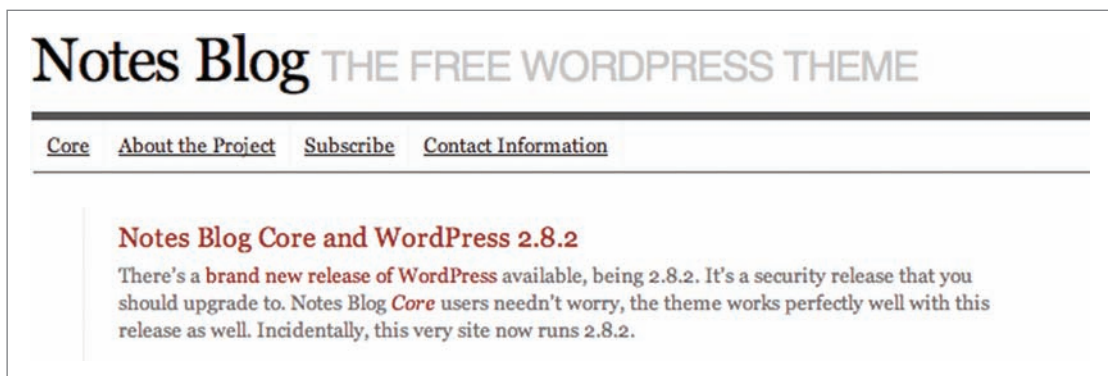 Notes Blog THE FREE WORDPRESS THEME
Core About the Project Subscribe Contact Information
Notes Blog Core and WordPress 2.8.2
There's a brand new release of WordPress available, being 2.8.2. It's a security release that you
should upgrade to. Notes Blog Core users needn't worry, the theme works perfectly well with this
release as well. Incidentally, this very site now runs 2.8.2.